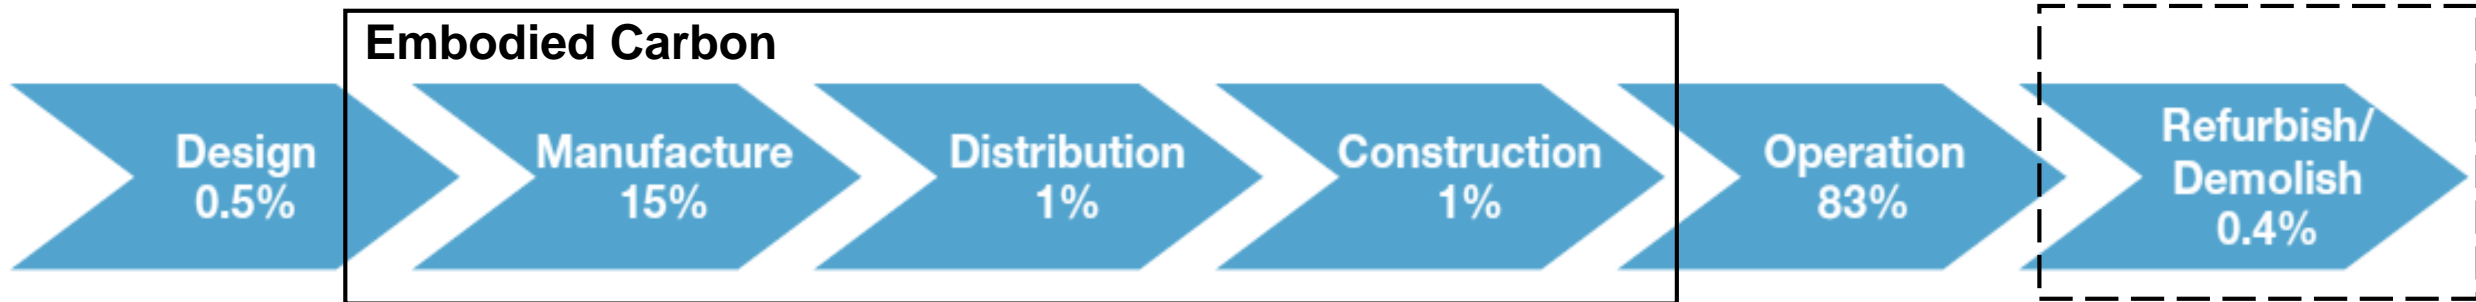 Embodied Carbon
Design
0.5%
Manufacture
15%
Distribution
1%
Construction
1%
Operation
83%
Refurbish/
Demolish
0.4%